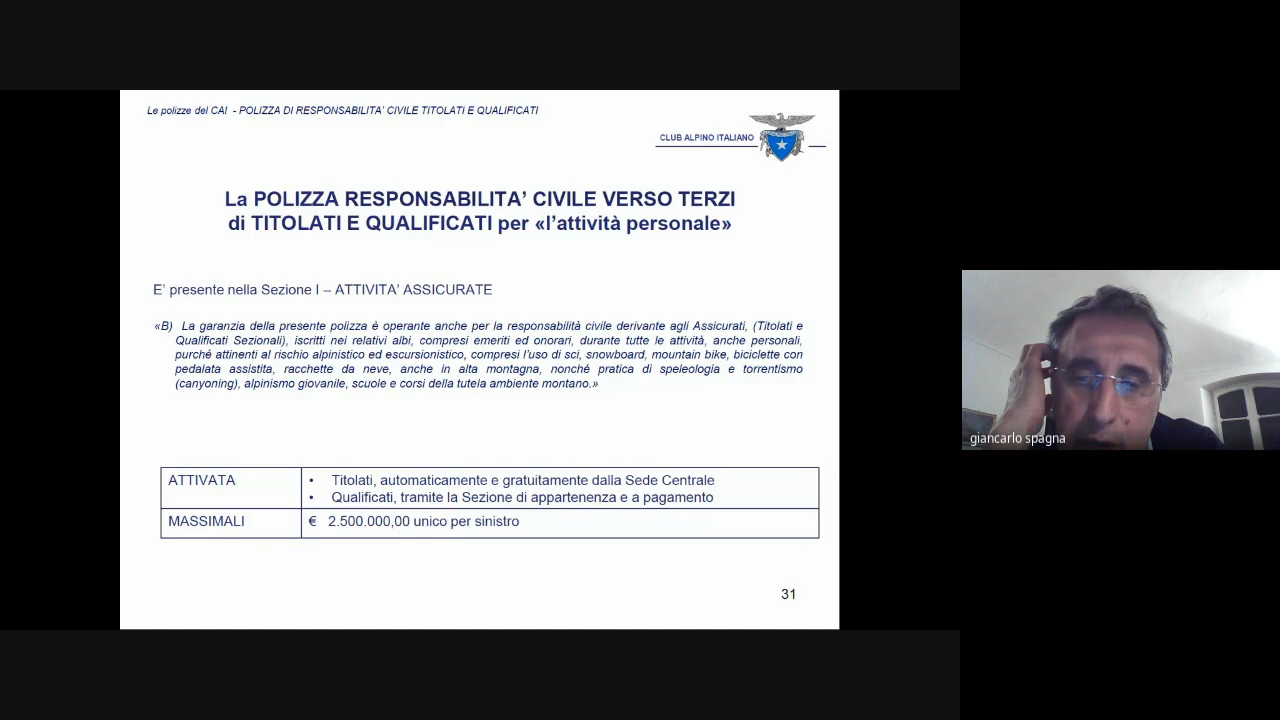 Le polizze del CAI - POLIZZA DI RESPONSABILITA' CIVILE TITOLATI E QUALIFICATI
CLUB ALPINO ITALIANO
La POLIZZA RESPONSABILITA' CIVILE VERSO TERZI
di TITOLATI E QUALIFICATI per «l'attività personale»
E' presente nella Sezione I – ATTIVITA' ASSICURATE
«B) La garanzia della presente polizza è operante anche per la responsabilità civile derivante agli Assicurati, (Titolati e
Qualificati Sezionali), iscritti nei relativi albi, compresi emeriti ed onorari, durante tutte le attività, anche personali,
purché attinenti al rischio alpinistico ed escursionistico, compresi l'uso di sci, snowboard, mountain bike, biciclette con
pedalata assistita, racchette da neve, anche in alta montagna, nonché pratica di speleologia e torrentismo
(canyoning), alpinismo giovanile, scuole e corsi della tutela ambiente montano.»
ATTIVATA
• Titolati, automaticamente e gratuitamente dalla Sede Centrale
• Qualificati, tramite la Sezione di appartenenza e a pagamento
MASSIMALI
€ 2.500.000,00 unico per sinistro
31
giancarlo spagna